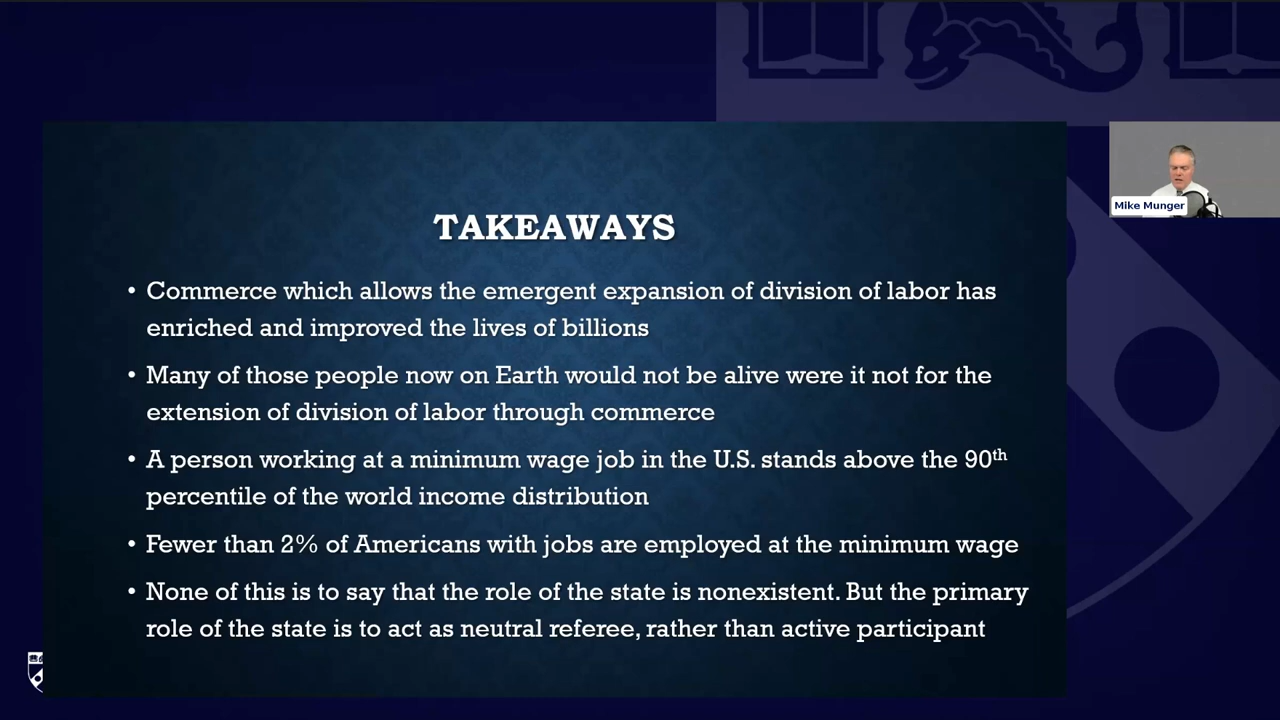 TAKEAWAYS
• Commerce which allows the emergent expansion of division of labor has
enriched and improved the lives of billions
• Many of those people now on Earth would not be alive were it not for the
extension of division of labor through commerce
• A person working at a minimum wage job in the U.S. stands above the 90th
percentile of the world income distribution
• Fewer than 2% of Americans with jobs are employed at the minimum wage
• None of this is to say that the role of the state is nonexistent. But the primary
role of the state is to act as neutral referee, rather than active participant
Mike Munger